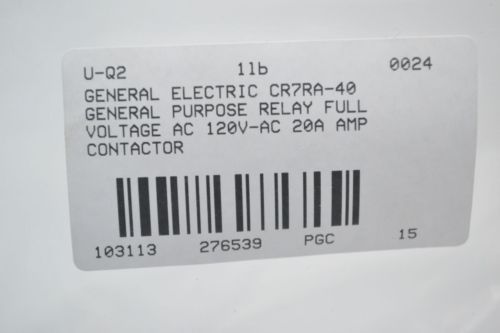 U-Q2 1lb 0024
GENERAL ELECTRIC CR7RA-40
GENERAL PURPOSE RELAY FULL
VOLTAGE AC 120V-AC 20A AMP
CONTACTOR
103113 276539 PGC 15